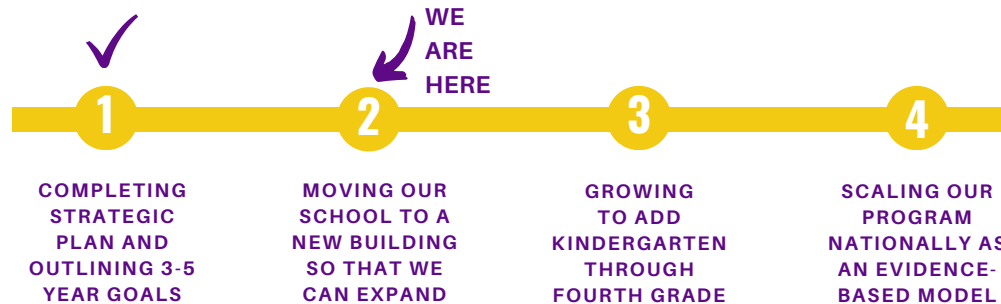 WE
ARE
HERE
1
2
3
4
COMPLETING
STRATEGIC
PLAN AND
OUTLINING 3-5
YEAR GOALS
MOVING OUR
SCHOOL TO A
NEW BUILDING
SO THAT WE
CAN EXPAND
GROWING
TO ADD
KINDERGARTEN
THROUGH
FOURTH GRADE
SCALING OUR
PROGRAM
NATIONALLY AS
AN EVIDENCE-
BASED MODEL